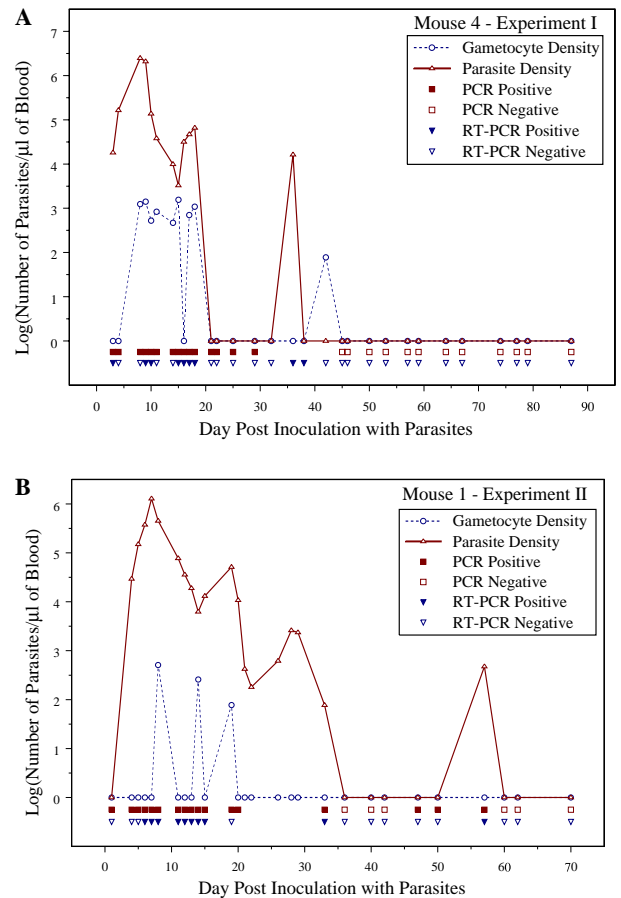 A
Mouse 4 - Experiment I
Gametocyte Density
Parasite Density
PCR Positive
PCR Negative
RT-PCR Positive
RT-PCR Negative
Log(Number of Parasites/µl of Blood)
7
6
5
4
3
2
1
0
0 10 20 30 40 50 60 70 80 90
Day Post Inoculation with Parasites
B
Mouse 1 - Experiment II
Gametocyte Density
Parasite Density
PCR Positive
PCR Negative
RT-PCR Positive
RT-PCR Negative
Log(Number of Parasites/µl of Blood)
6
5
4
3
2
1
0
0 10 20 30 40 50 60 70
Day Post Inoculation with Parasites